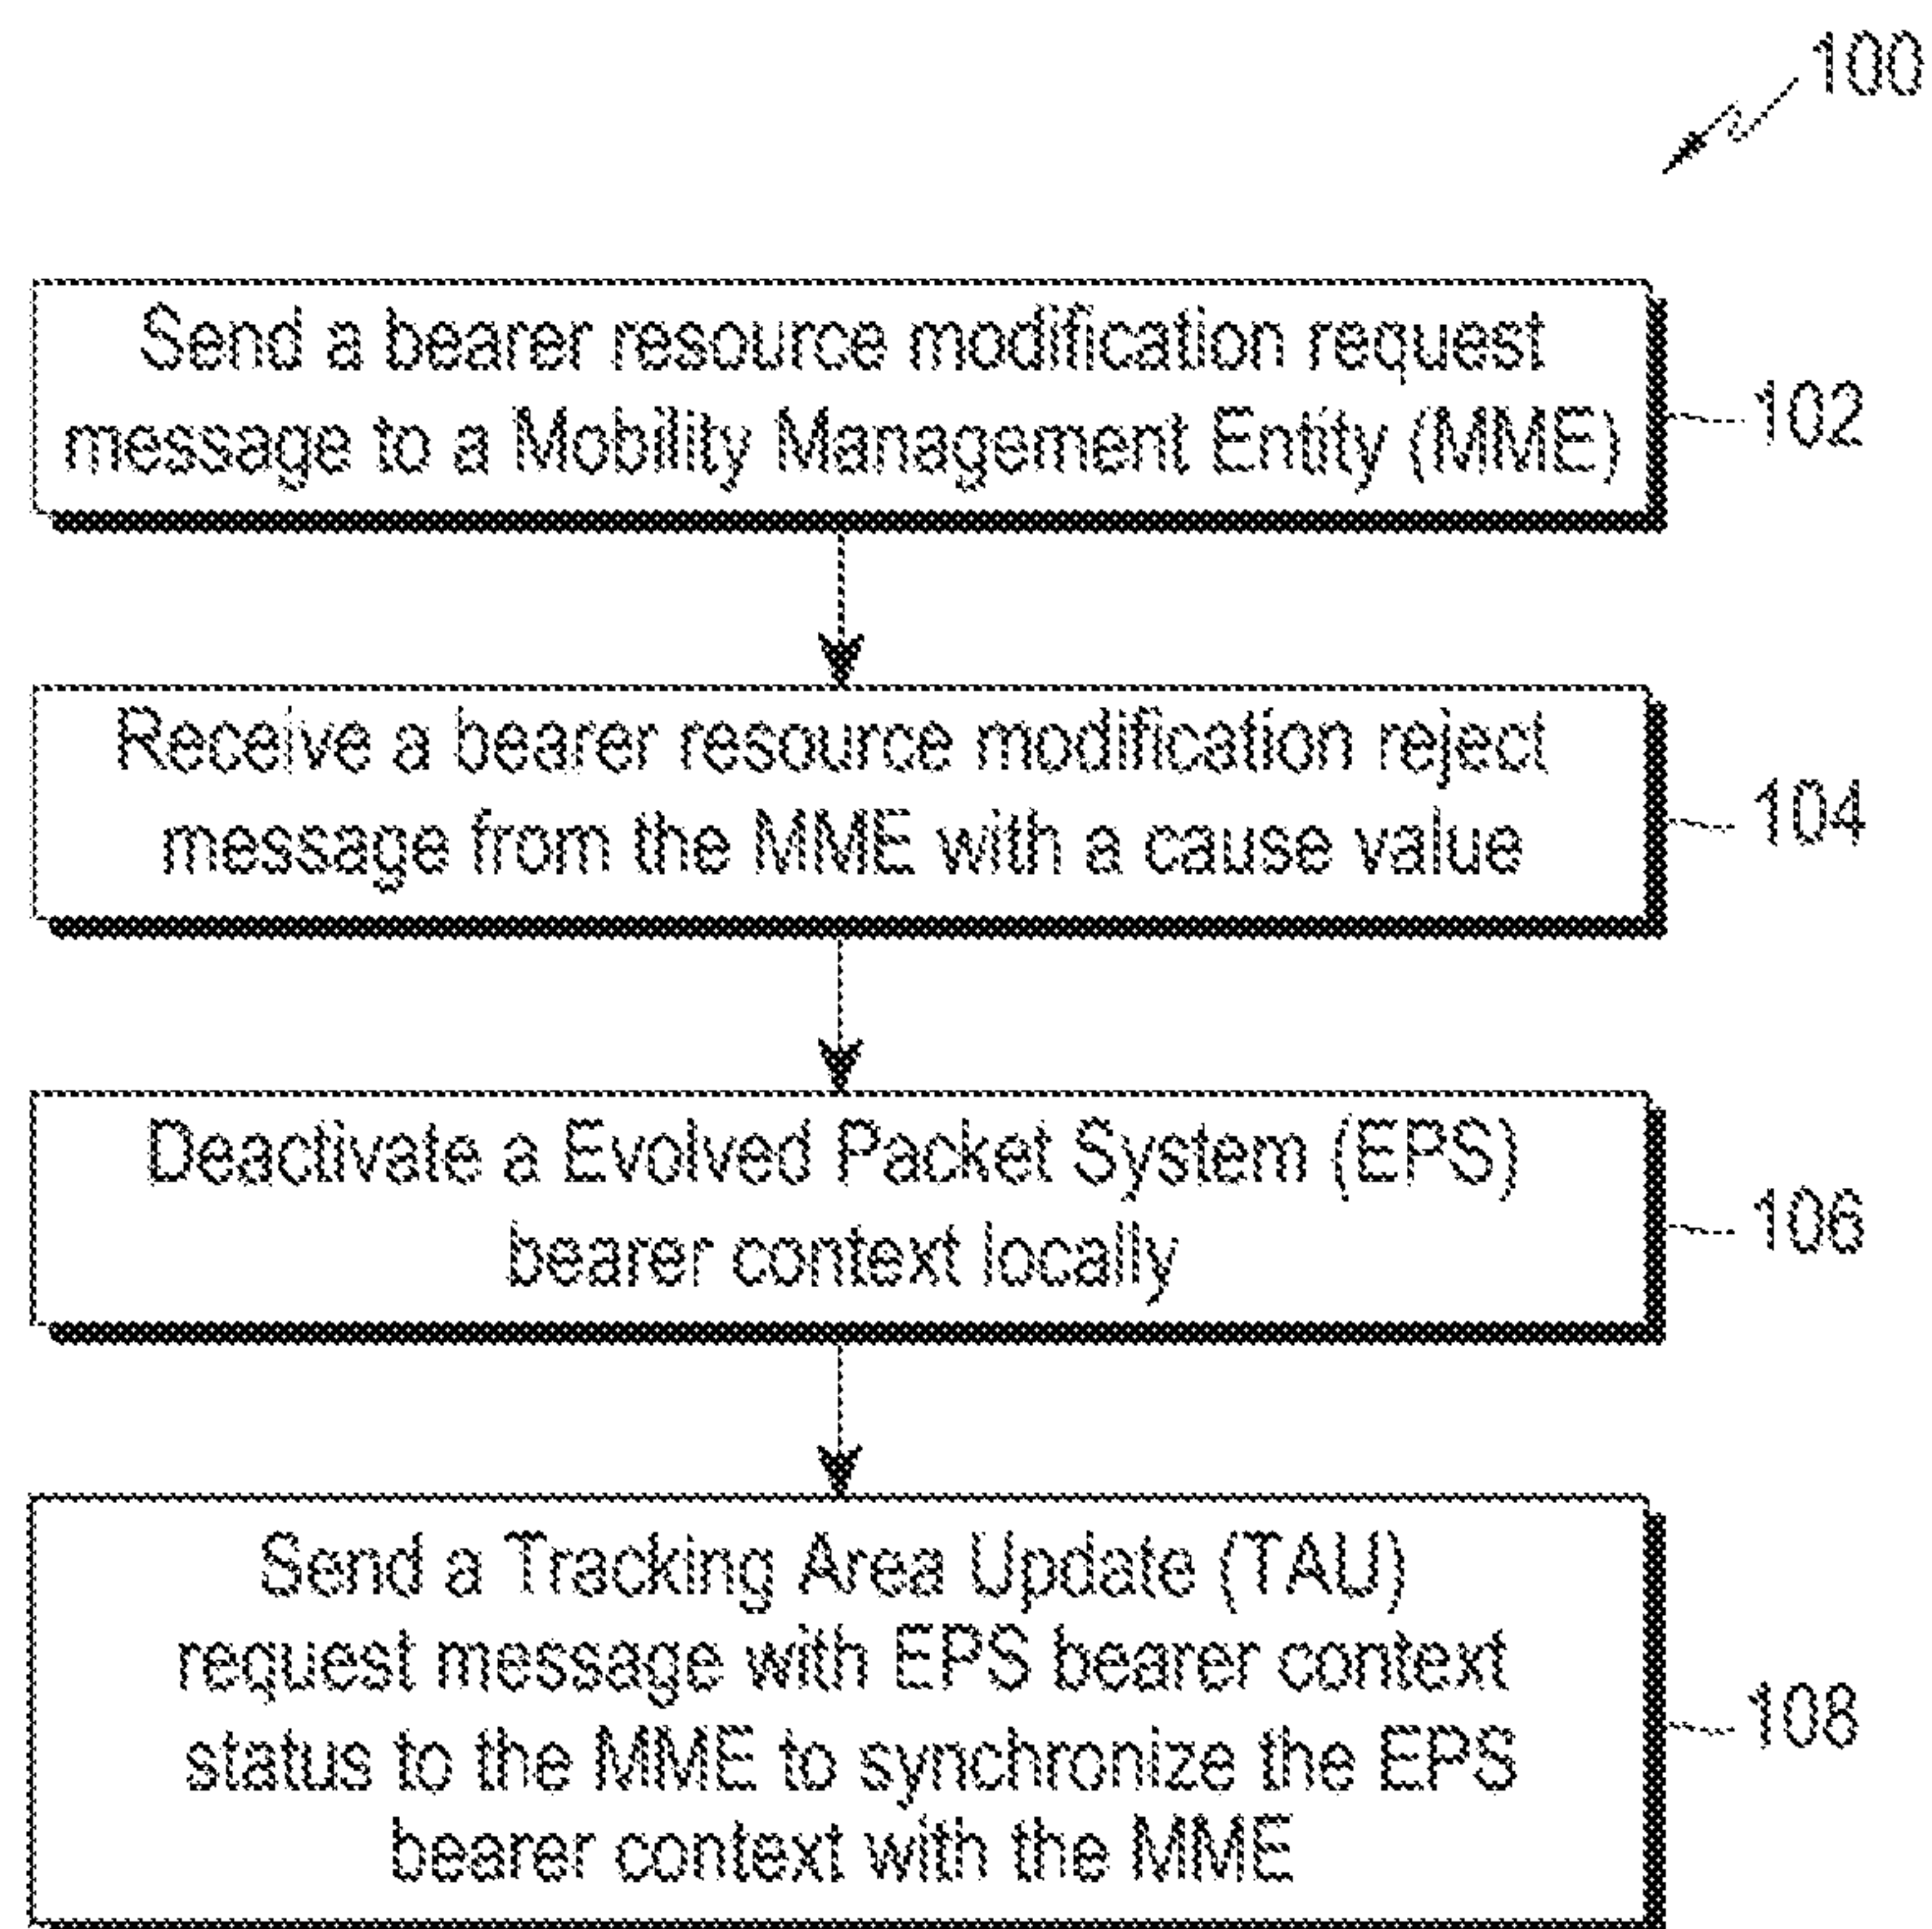 100
Send a bearer resource modification request
message to a Mobility Management Entity (MME)
102
Receive a bearer resource modification reject
message from the MME with a cause value
104
Deactivate a Evolved Packet System (EPS)
bearer context locally
106
Send a Tracking Area Update (TAU)
request message with EPS bearer context
status to the MME to synchronize the EPS
bearer context with the MME
108